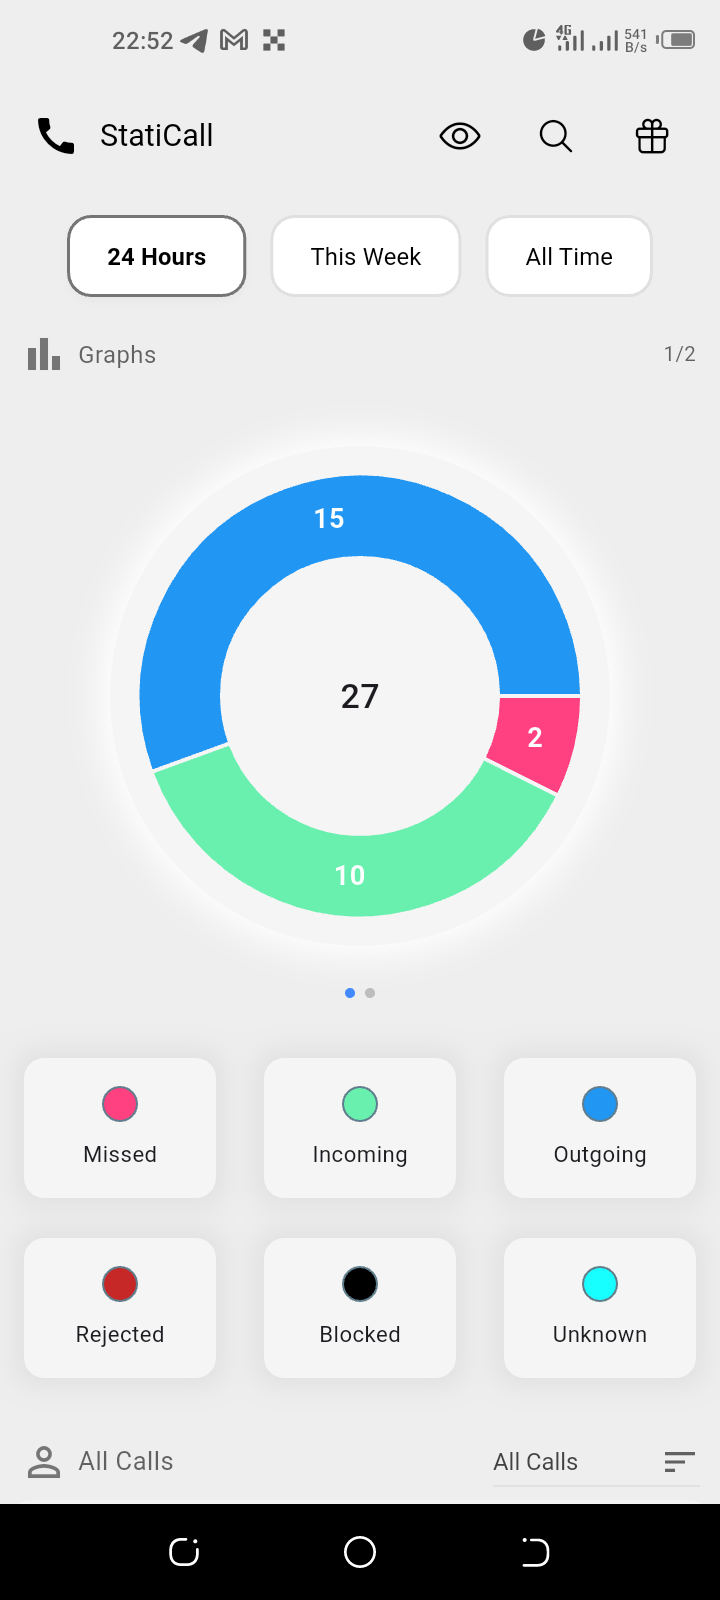 22:52
4G
541
B/s
StatiCall
24 Hours
This Week
All Time
Graphs
1/2
15
27
2
10
Missed
Incoming
Outgoing
Rejected
Blocked
Unknown
All Calls
All Calls